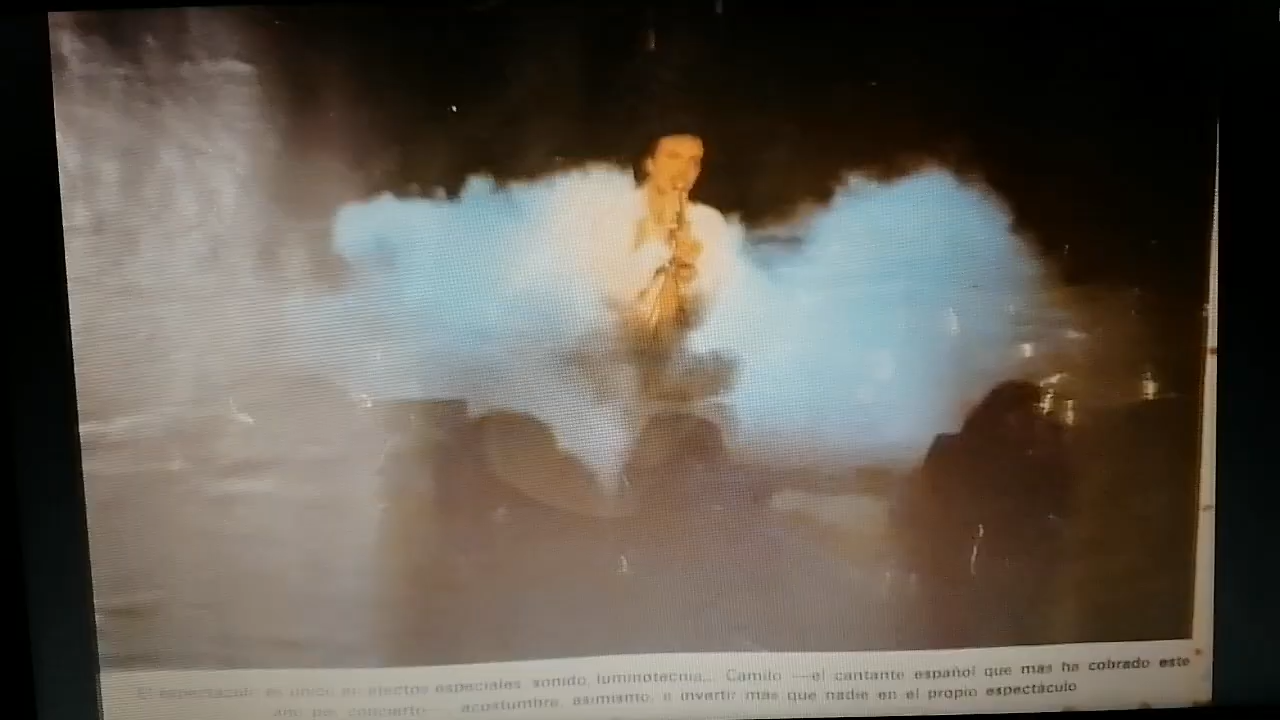 El espectáculo es único en efectos especiales, sonido, luminotecnia... Camilo —el cantante español que más ha cobrado este
año por concierto— acostumbra, asimismo, a invertir más que nadie en el propio espectáculo